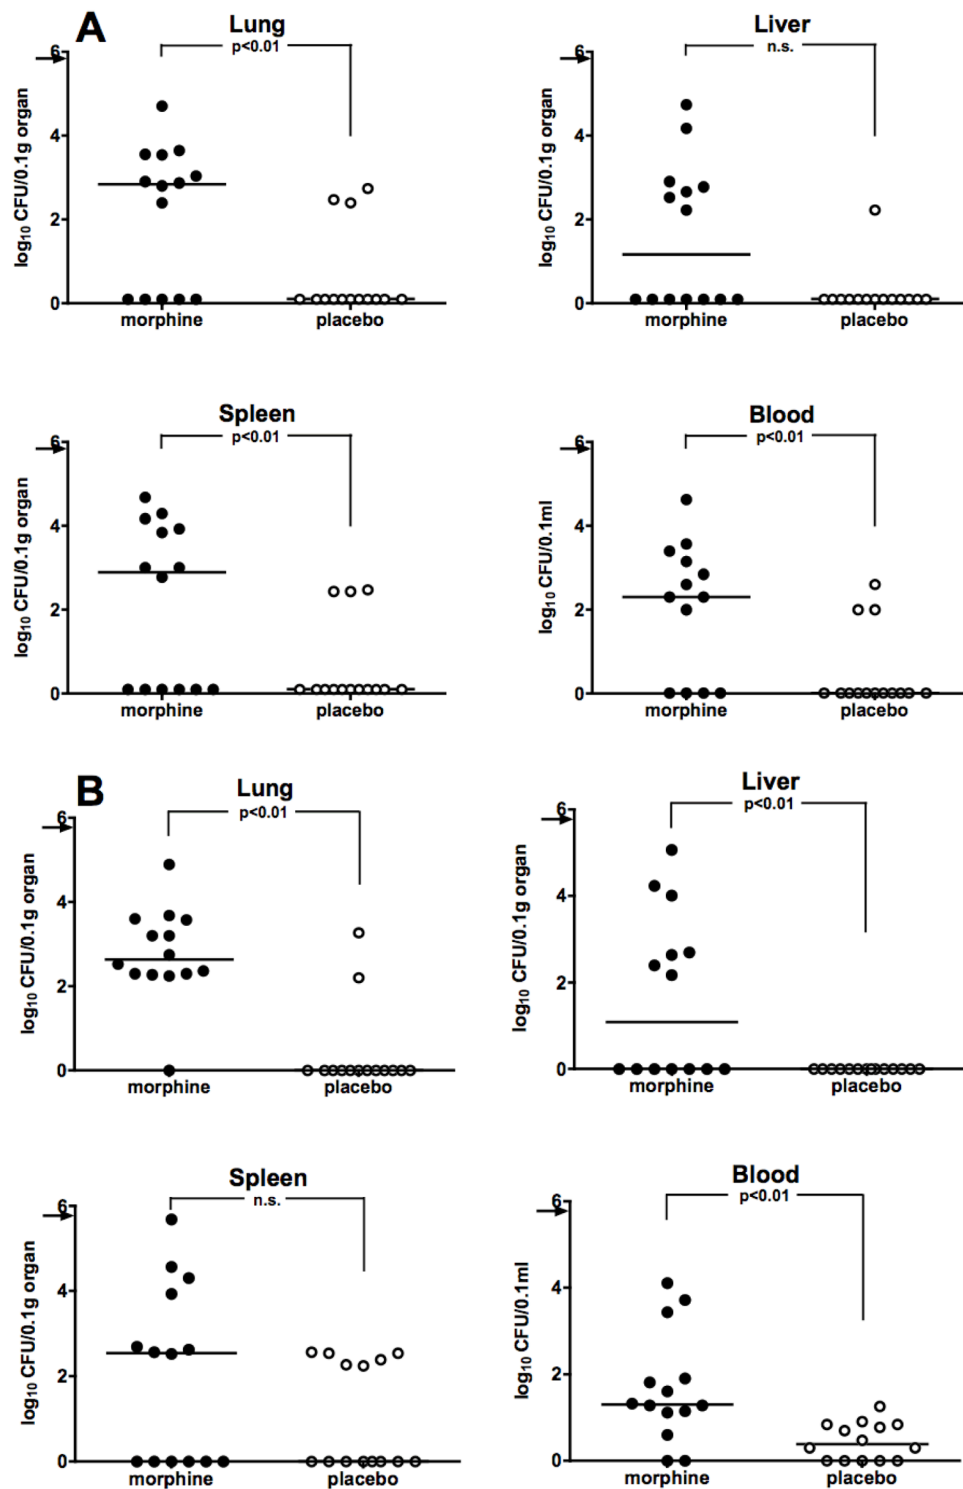 A
Lung
p<0.01
6
4
2
0
log₁₀ CFU/0.1g organ
morphine
placebo
Liver
n.s.
6
4
2
0
log₁₀ CFU/0.1g organ
morphine
placebo
Spleen
p<0.01
6
4
2
0
log₁₀ CFU/0.1g organ
morphine
placebo
Blood
p<0.01
6
4
2
0
log₁₀ CFU/0.1ml
morphine
placebo
B
Lung
p<0.01
6
4
2
0
log₁₀ CFU/0.1g organ
morphine
placebo
Liver
p<0.01
6
4
2
0
log₁₀ CFU/0.1g organ
morphine
placebo
Spleen
n.s.
6
4
2
0
log₁₀ CFU/0.1g organ
morphine
placebo
Blood
p<0.01
6
4
2
0
log₁₀ CFU/0.1ml
morphine
placebo